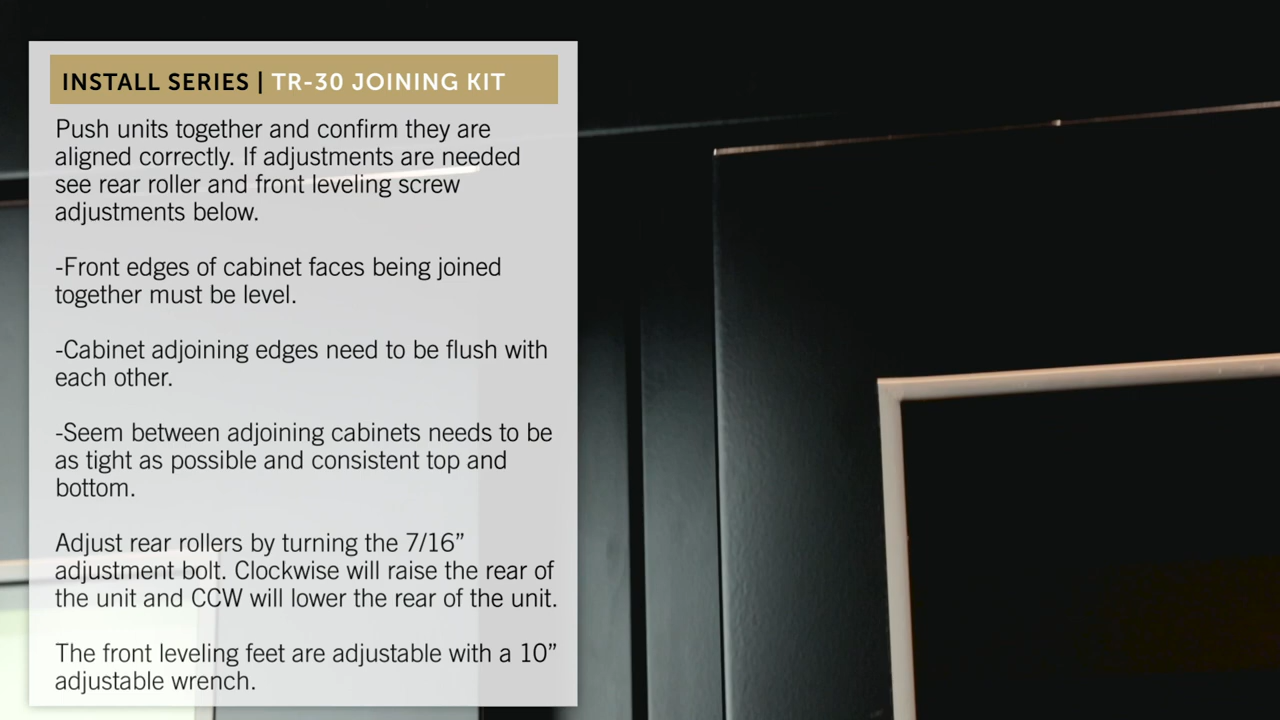 INSTALL SERIES | TR-30 JOINING KIT
Push units together and confirm they are
aligned correctly. If adjustments are needed
see rear roller and front leveling screw
adjustments below.
-Front edges of cabinet faces being joined
together must be level.
-Cabinet adjoining edges need to be flush with
each other.
-Seem between adjoining cabinets needs to be
as tight as possible and consistent top and
bottom.
Adjust rear rollers by turning the 7/16”
adjustment bolt. Clockwise will raise the rear of
the unit and CCW will lower the rear of the unit.
The front leveling feet are adjustable with a 10”
adjustable wrench.